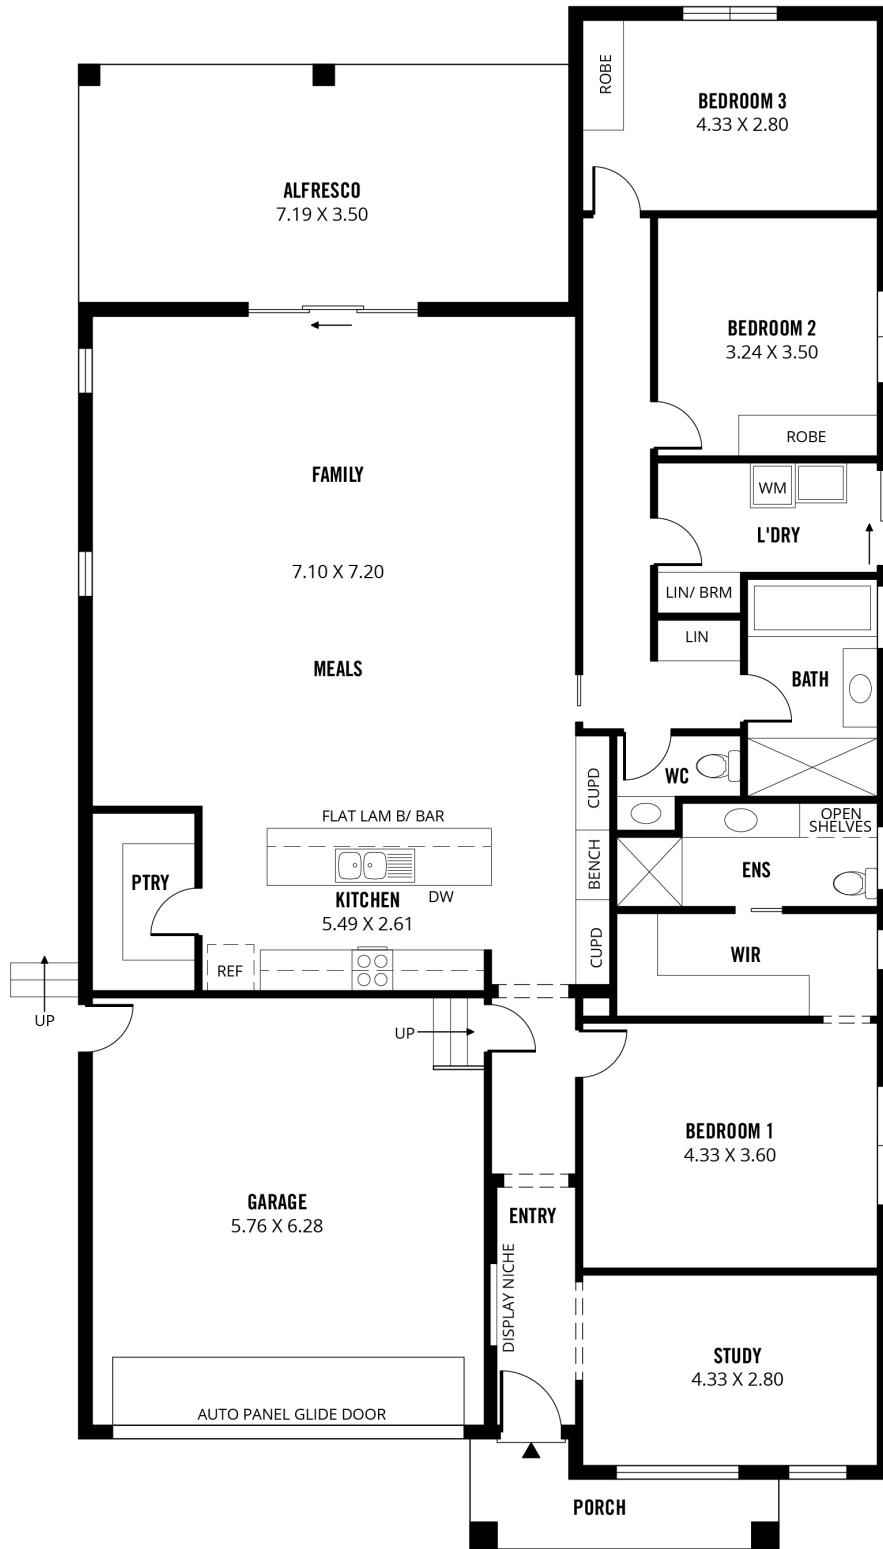 ROBE
BEDROOM 3
4.33 X 2.80
ALFRESCO
7.19 X 3.50
BEDROOM 2
3.24 X 3.50
ROBE
FAMILY
WM
L'DRY
7.10 X 7.20
LIN/ BRM
LIN
MEALS
BATH
CUPD
WC
FLAT LAM B/ BAR
OPEN
SHELVES
BENCH
ENS
PTRY
KITCHEN
DW
5.49 X 2.61
CUPD
WIR
REF
UP
UP
BEDROOM 1
4.33 X 3.60
GARAGE
5.76 X 6.28
ENTRY
DISPLAY NICHE
STUDY
4.33 X 2.80
AUTO PANEL GLIDE DOOR
PORCH